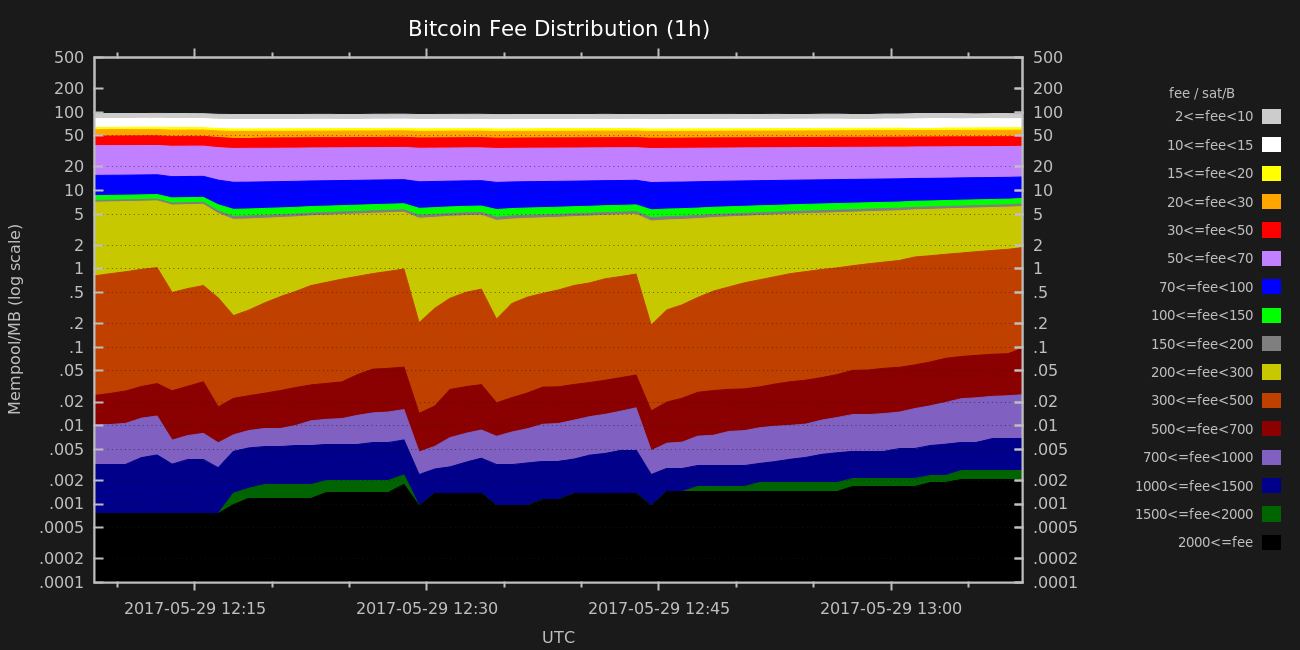 Bitcoin Fee Distribution (1h)
500
200
100
50
20
10
5
2
1
.5
.2
.1
.05
.02
.01
.005
.002
.001
.0005
.0002
.0001
Mempool/MB (log scale)
500
200
100
50
20
10
5
2
1
.5
.2
.1
.05
.02
.01
.005
.002
.001
.0005
.0002
.0001
2017-05-29 12:15
2017-05-29 12:30
2017-05-29 12:45
2017-05-29 13:00
UTC
fee / sat/B
2<=fee<10
10<=fee<15
15<=fee<20
20<=fee<30
30<=fee<50
50<=fee<70
70<=fee<100
100<=fee<150
150<=fee<200
200<=fee<300
300<=fee<500
500<=fee<700
700<=fee<1000
1000<=fee<1500
1500<=fee<2000
2000<=fee